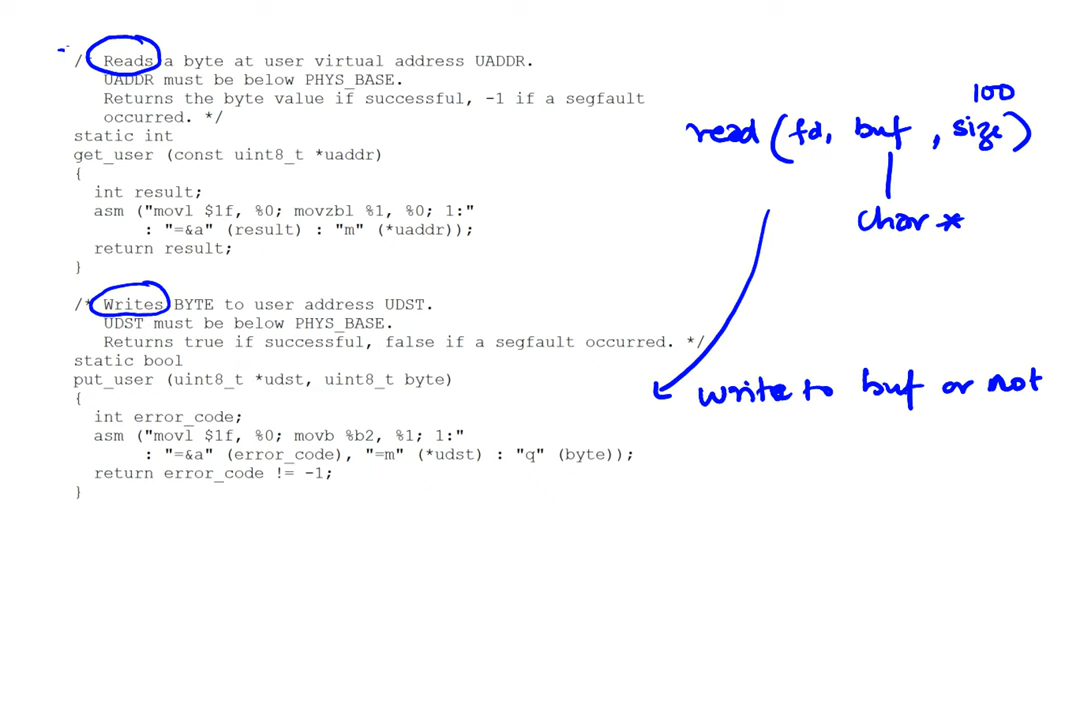 /* Reads a byte at user virtual address UADDR.
UADDR must be below PHYS_BASE.
Returns the byte value if successful, -1 if a segfault
occurred. */
static int
get_user (const uint8_t *uaddr)
{
int result;
asm ("movl $1f, %0; movzbl %1, %0; 1:"
: "=&a" (result) : "m" (*uaddr));
return result;
}
/* Writes BYTE to user address UDST.
UDST must be below PHYS_BASE.
Returns true if successful, false if a segfault occurred. */
static bool
put_user (uint8_t *udst, uint8_t byte)
{
int error_code;
asm ("movl $1f, %0; movb %b2, %1; 1:"
: "=&a" (error_code), "=m" (*udst) : "q" (byte));
return error_code != -1;
}
100
read (fd, buf, size)
char *
write to buf or not